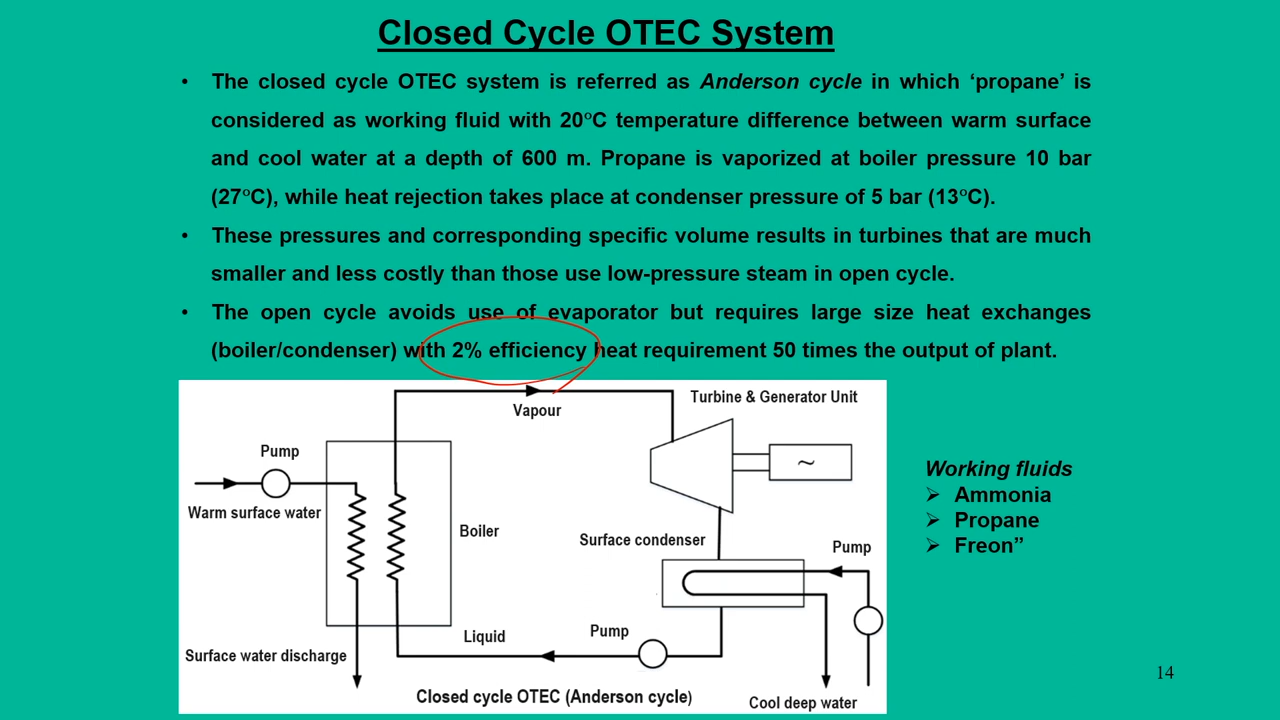 Closed Cycle OTEC System
• The closed cycle OTEC system is referred as Anderson cycle in which ‘propane’ is
considered as working fluid with 20°C temperature difference between warm surface
and cool water at a depth of 600 m. Propane is vaporized at boiler pressure 10 bar
(27°C), while heat rejection takes place at condenser pressure of 5 bar (13°C).
• These pressures and corresponding specific volume results in turbines that are much
smaller and less costly than those use low-pressure steam in open cycle.
• The open cycle avoids use of evaporator but requires large size heat exchanges
(boiler/condenser) with 2% efficiency heat requirement 50 times the output of plant.
Turbine & Generator Unit
Vapour
Pump
~
Warm surface water
Boiler
Surface condenser
Pump
Liquid
Pump
Surface water discharge
Closed cycle OTEC (Anderson cycle)
Cool deep water
Working fluids
➢ Ammonia
➢ Propane
➢ Freon”
14